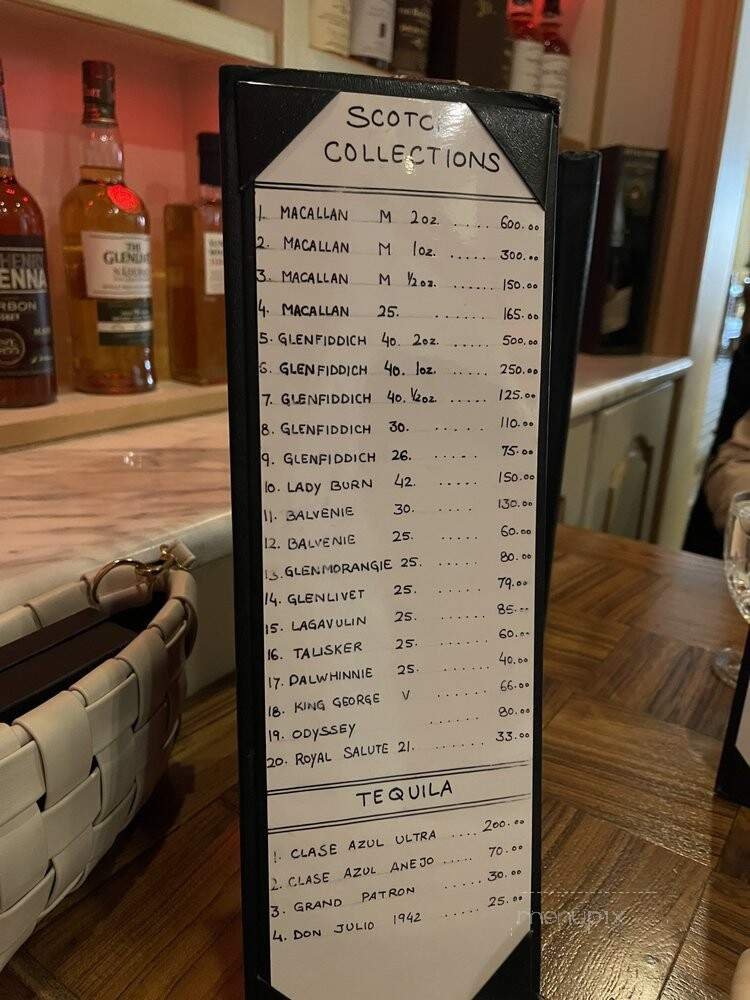 SCOTC
COLLECTIONS
1. MACALLAN M 2oz. ..... 600.00
2. MACALLAN M 1oz. ..... 300.00
3. MACALLAN M ½oz. ..... 150.00
4. MACALLAN 25. ....... 165.00
5. GLENFIDDICH 40. 2oz. ..... 500.00
6. GLENFIDDICH 40. 1oz. ..... 250.00
7. GLENFIDDICH 40. ½oz ..... 125.00
8. GLENFIDDICH 30. ..... 110.00
9. GLENFIDDICH 26. ..... 75.00
10. LADY BURN 42. ..... 150.00
11. BALVENIE 30. ..... 130.00
12. BALVENIE 25. ..... 60.00
13. GLENMORANGIE 25. ..... 80.00
14. GLENLIVET 25. ...... 79.00
15. LAGAVULIN 25. ...... 85.00
16. TALISKER 25. ...... 60.00
17. DALWHINNIE 25. ....... 40.00
18. KING GEORGE V ...... 66.00
19. ODYSSEY ....... 80.00
20. ROYAL SALUTE 21. ....... 33.00
TEQUILA
1. CLASE AZUL ULTRA .... 200.00
2. CLASE AZUL ANEJO ..... 70.00
3. GRAND PATRON ...... 30.00
4. DON JULIO 1942 ...... 25.00
THE
GLENLIVET
HENRY
ENNA
RBON
menupix